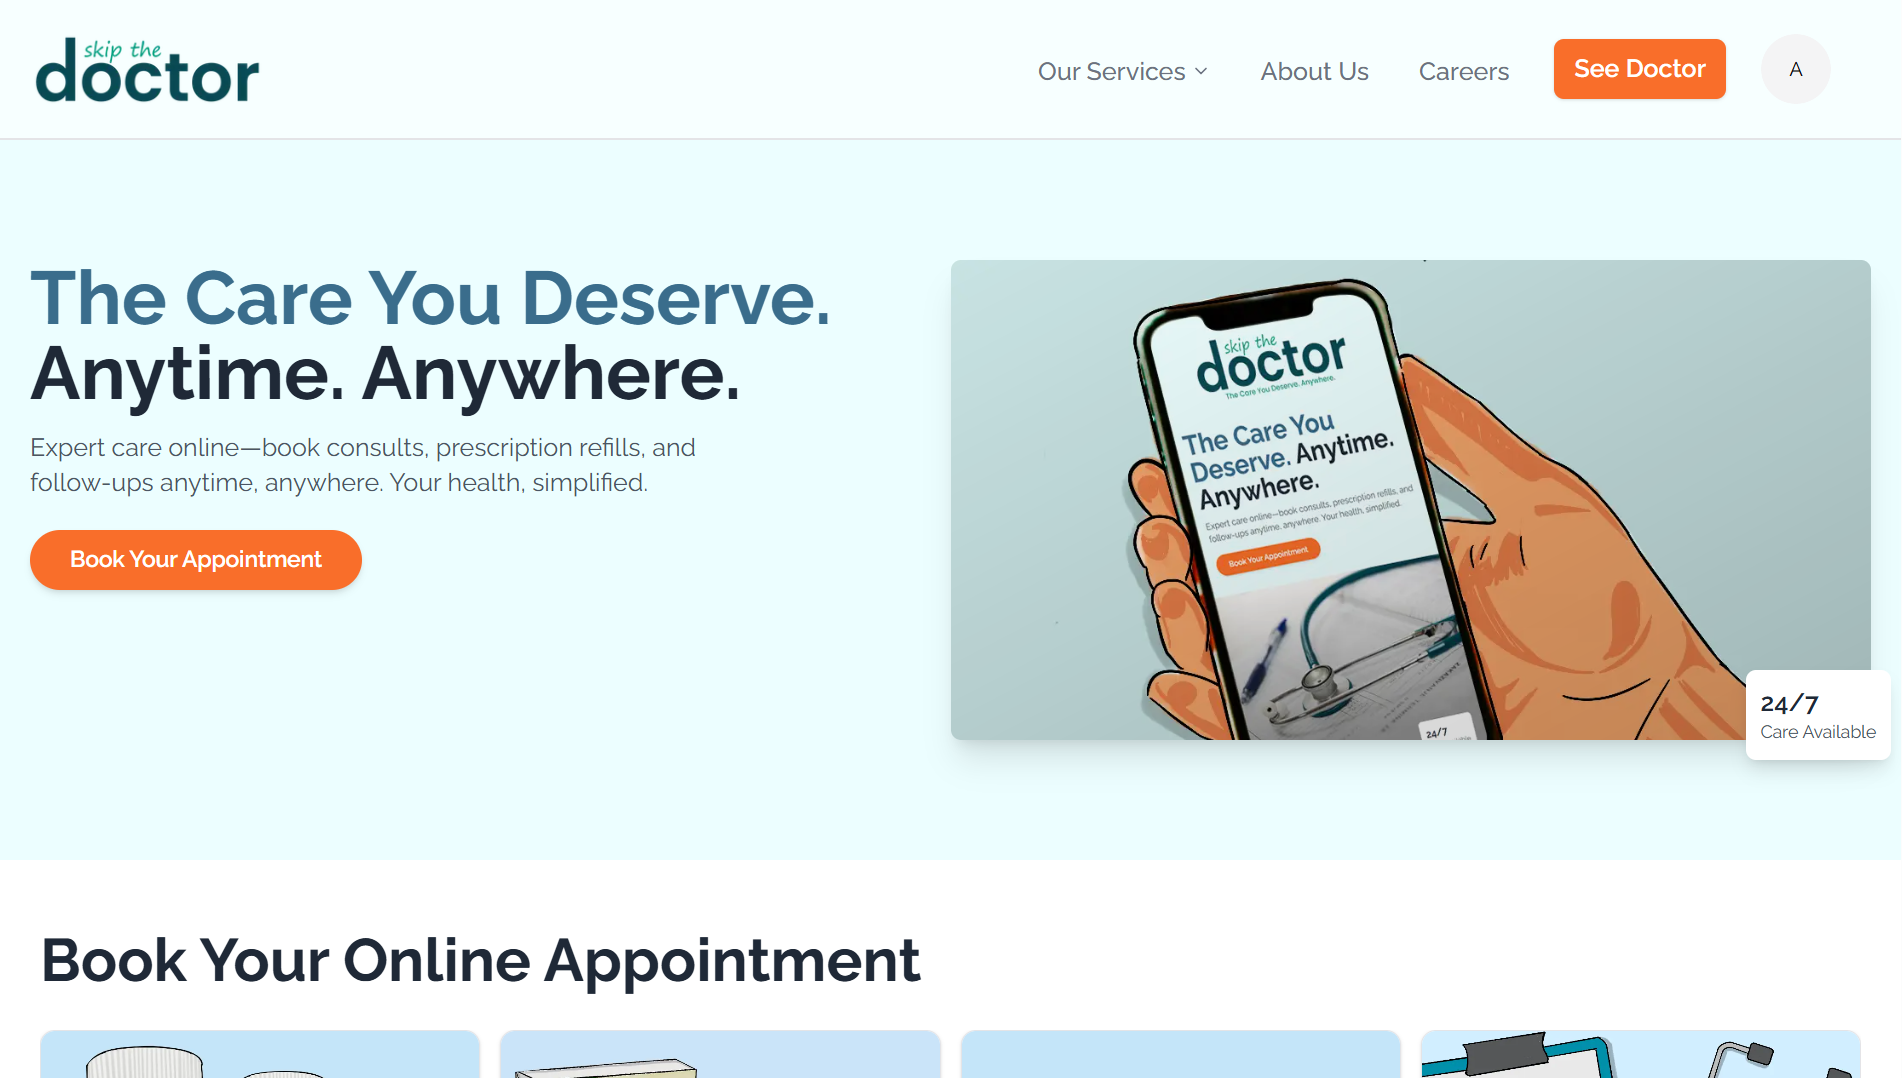 skip the
doctor
Our Services
About Us
Careers
See Doctor
A
The Care You Deserve.
Anytime. Anywhere.
Expert care online—book consults, prescription refills, and
follow-ups anytime, anywhere. Your health, simplified.
Book Your Appointment
skip the
doctor
The Care You Deserve. Anywhere.
The Care You
Deserve. Anytime.
Anywhere.
Expert care online—book consults, prescription refills, and
follow-ups anytime, anywhere. Your health, simplified.
Book Your Appointment
24/7
24/7
Care Available
Book Your Online Appointment